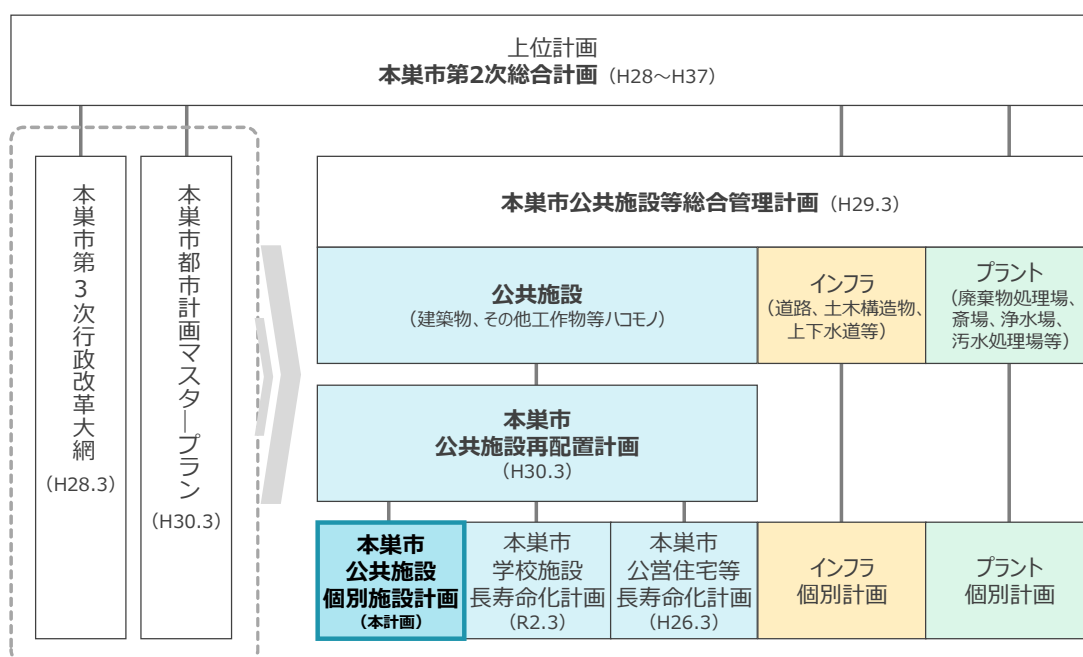 上位計画
本巣市第2次総合計画（H28～H37）
本巣市第3次行政改革大綱
（H28.3）
本巣市都市計画マスタープラン
（H30.3）
本巣市公共施設等総合管理計画（H29.3）
公共施設
（建築物、その他工作物等ハコモノ）
インフラ
（道路、土木構造物、
上下水道等）
プラント
（廃棄物処理場、
斎場、浄水場、
汚水処理場等）
本巣市
公共施設再配置計画
（H30.3）
本巣市
公共施設
個別施設計画
（本計画）
本巣市
学校施設
長寿命化計画
（R2.3）
本巣市
公営住宅等
長寿命化計画
（H26.3）
インフラ
個別計画
プラント
個別計画